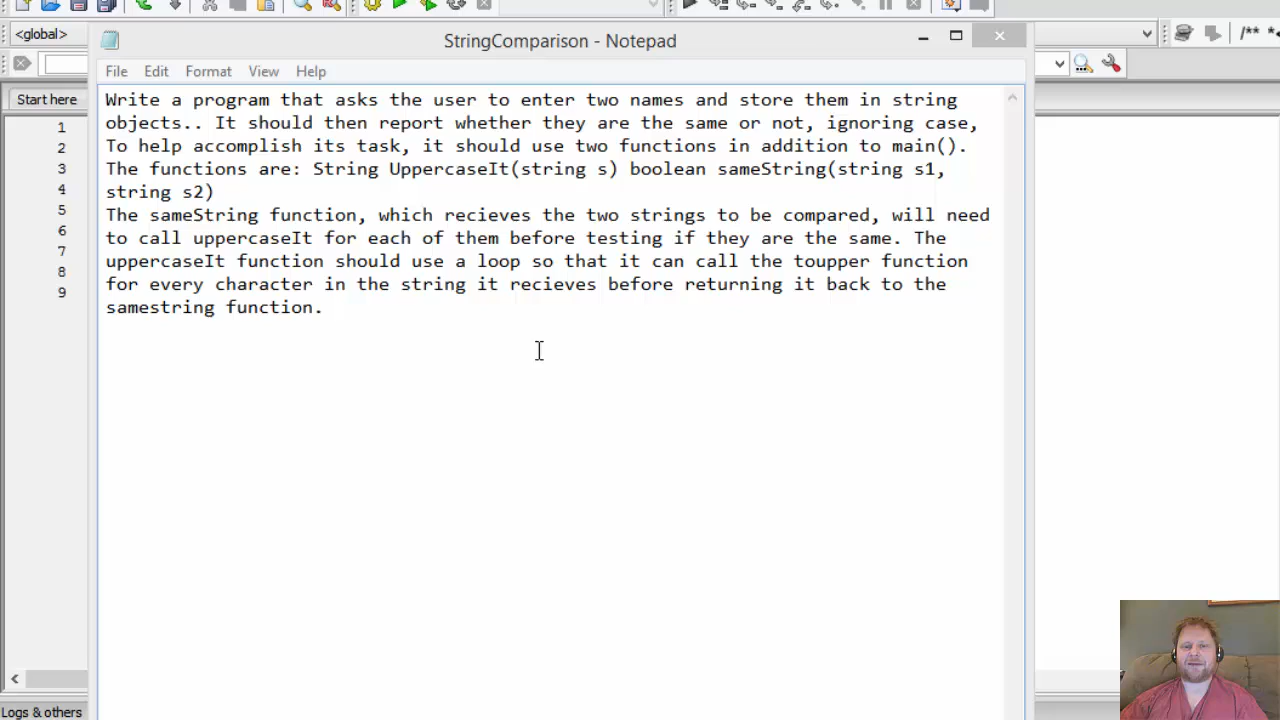 <global>
StringComparison - Notepad
/** *<
File Edit Format View Help
Start here
Write a program that asks the user to enter two names and store them in string
objects.. It should then report whether they are the same or not, ignoring case,
To help accomplish its task, it should use two functions in addition to main().
The functions are: String UppercaseIt(string s) boolean sameString(string s1,
string s2)
The sameString function, which recieves the two strings to be compared, will need
to call uppercaseIt for each of them before testing if they are the same. The
uppercaseIt function should use a loop so that it can call the toupper function
for every character in the string it recieves before returning it back to the
samestring function.
1
2
3
4
5
6
7
8
9
Logs & others